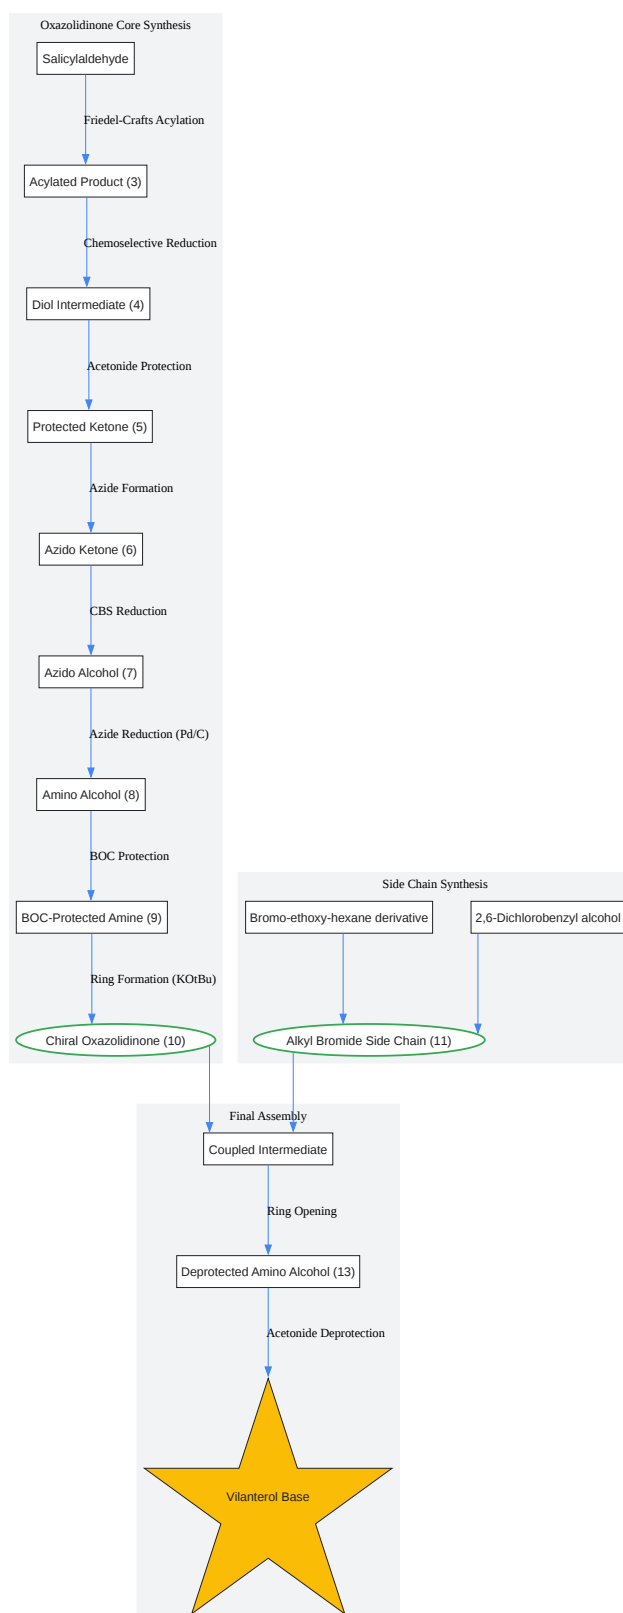 Oxazolidinone Core Synthesis
Salicylaldehyde
Friedel-Crafts Acylation
Acylated Product (3)
Chemoselective Reduction
Diol Intermediate (4)
Acetonide Protection
Protected Ketone (5)
Azide Formation
Azido Ketone (6)
CBS Reduction
Azido Alcohol (7)
Azide Reduction (Pd/C)
Amino Alcohol (8)
BOC Protection
BOC-Protected Amine (9)
Ring Formation (KOtBu)
Chiral Oxazolidinone (10)
Side Chain Synthesis
Bromo-ethoxy-hexane derivative
2,6-Dichlorobenzyl alcohol
Alkyl Bromide Side Chain (11)
Final Assembly
Coupled Intermediate
Ring Opening
Deprotected Amino Alcohol (13)
Acetonide Deprotection
Vilanterol Base